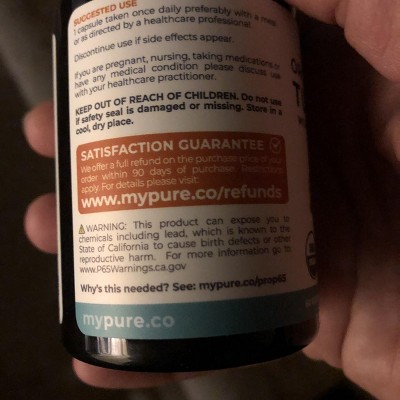 SUGGESTED USE
1 capsule taken once daily preferably with a meal
or as directed by a healthcare professional.
Discontinue use if side effects appear.
If you are pregnant, nursing, taking medications or
have any medical condition please discuss use
with your healthcare practitioner.
KEEP OUT OF REACH OF CHILDREN. Do not use
if safety seal is damaged or missing. Store in a
cool, dry place.
SATISFACTION GUARANTEE
We offer a full refund on the purchase price of your
order within 90 days of purchase. Restrictions
apply. For details please visit:
www.mypure.co/refunds
WARNING: This product can expose you to
chemicals including lead, which is known to the
State of California to cause birth defects or other
reproductive harm. For more information go to
www.P65Warnings.ca.gov
Why's this needed? See: mypure.co/prop65
mypure.co